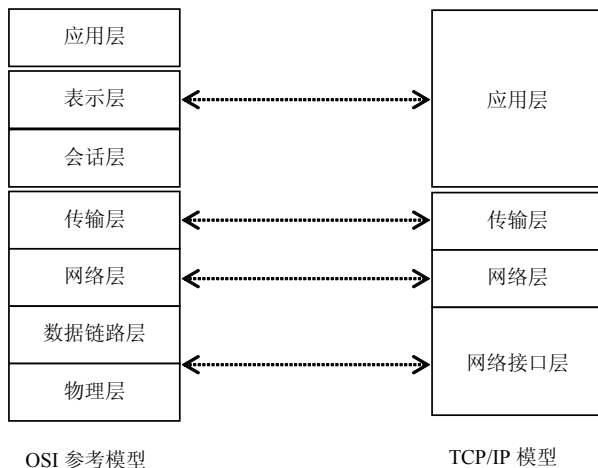 应用层
表示层
会话层
传输层
网络层
数据链路层
物理层
OSI 参考模型
应用层
传输层
网络层
网络接口层
TCP/IP 模型